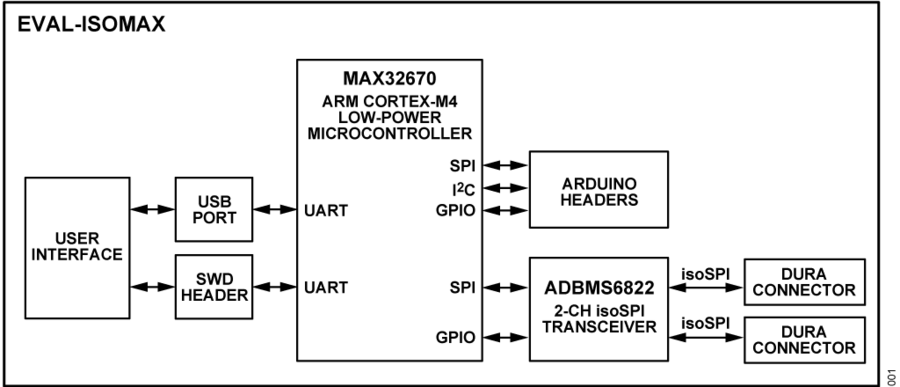 EVAL-ISOMAX
MAX32670
ARM CORTEX-M4
LOW-POWER
MICROCONTROLLER
SPI
I²C
GPIO
ARDUINO
HEADERS
USER
INTERFACE
USB
PORT
UART
SWD
HEADER
UART
SPI
GPIO
ADBMS6822
2-CH isoSPI
TRANSCEIVER
isoSPI
DURA
CONNECTOR
isoSPI
DURA
CONNECTOR
001